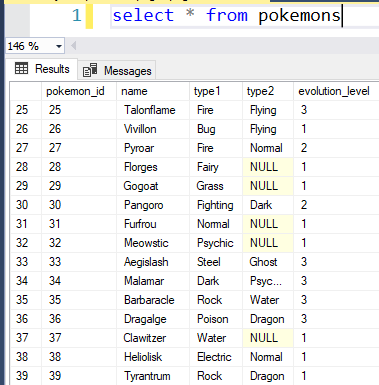 1 select * from pokemons
146 %
Results Messages
pokemon_id name type1 type2 evolution_level
25 25 Talonflame Fire Flying 3
26 26 Vivillon Bug Flying 1
27 27 Pyroar Fire Normal 2
28 28 Florges Fairy NULL 1
29 29 Gogoat Grass NULL 1
30 30 Pangoro Fighting Dark 2
31 31 Furfrou Normal NULL 1
32 32 Meowstic Psychic NULL 1
33 33 Aegislash Steel Ghost 3
34 34 Malamar Dark Psyc... 3
35 35 Barbaracle Rock Water 3
36 36 Dragalge Poison Dragon 3
37 37 Clawitzer Water NULL 1
38 38 Heliolisk Electric Normal 1
39 39 Tyrantrum Rock Dragon 1